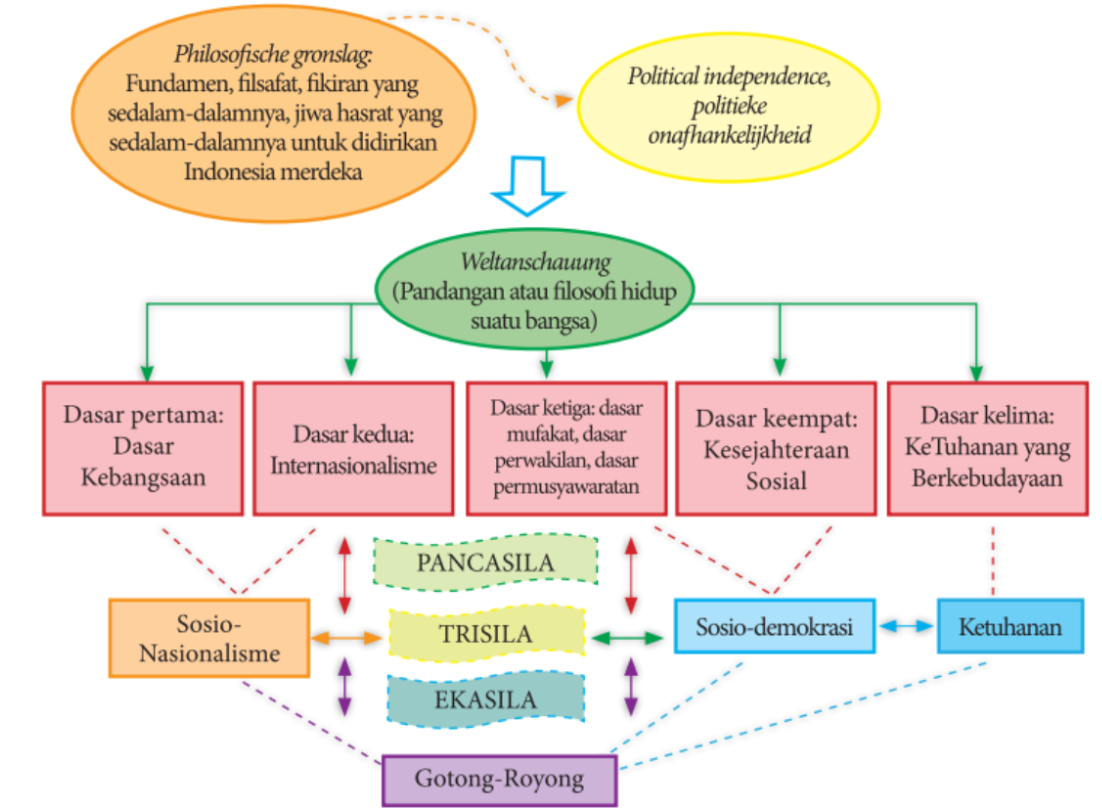 Philosofische gronslag:
Fundamen, filsafat, fikiran yang
sedalam-dalamnya, jiwa hasrat yang
sedalam-dalamnya untuk didirikan
Indonesia merdeka
Political independence,
politieke
onafhankelijkheid
Weltanschauung
(Pandangan atau filosofi hidup
suatu bangsa)
Dasar pertama:
Dasar
Kebangsaan
Dasar kedua:
Internasionalisme
Dasar ketiga: dasar
mufakat, dasar
perwakilan, dasar
permusyawaratan
Dasar keempat:
Kesejahteraan
Sosial
Dasar kelima:
KeTuhanan yang
Berkebudayaan
PANCASILA
Sosio-
Nasionalisme
TRISILA
Sosio-demokrasi
Ketuhanan
EKASILA
Gotong-Royong